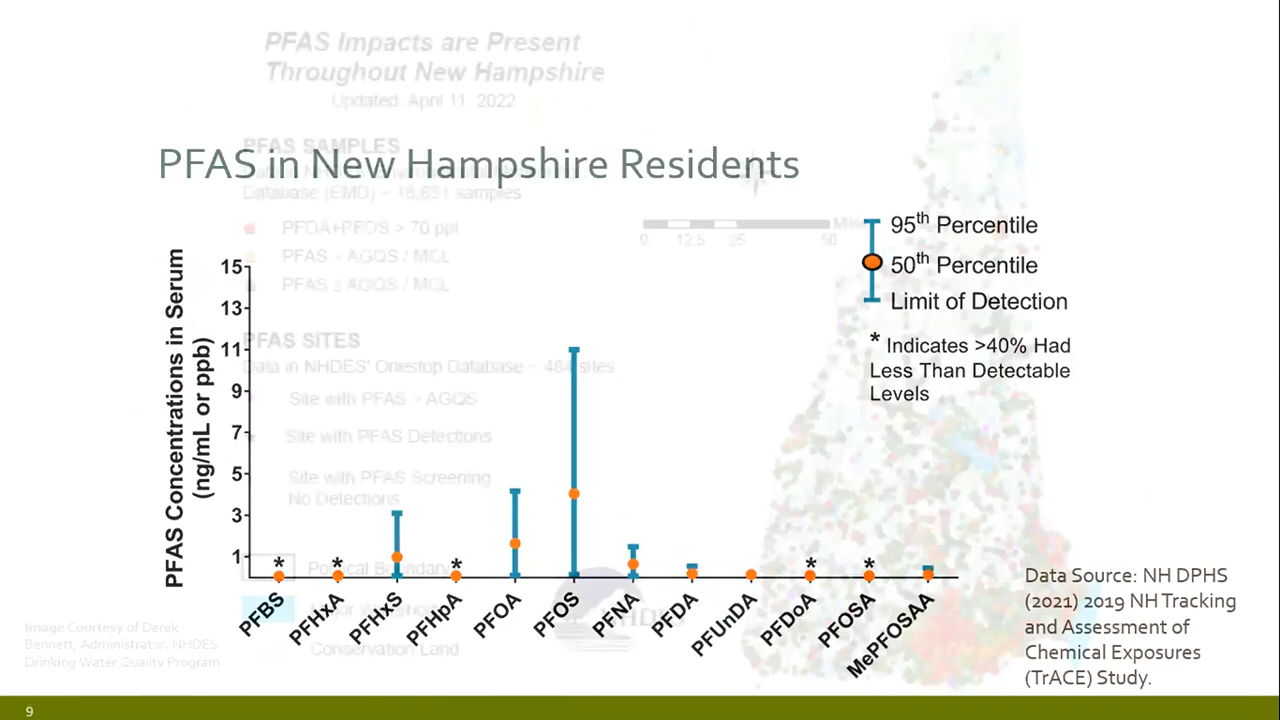 PFAS Impacts are Present
Throughout New Hampshire
Updated: April 11, 2022
PFAS SAMPLES
PFAS in New Hampshire Residents
Database (EMD) ~ 18,651 samples
PFOA+PFOS > 70 ppt
PFAS > AGQS / MCL
PFAS ≤ AGQS / MCL
PFAS SITES
Data in NHDES' Onestop Database ~ 484 sites
Site with PFAS > AGQS
Site with PFAS Detections
Site with PFAS Screening
No Detections
Political Boundary
Conservation Land
0 12.5 25 50
Miles
95th Percentile
50th Percentile
Limit of Detection
* Indicates >40% Had
Less Than Detectable
Levels
PFAS Concentrations in Serum
(ng/mL or ppb)
15
13
11
9
7
5
3
1
* * * * *
PFBS
PFHxA
PFHxS
PFHpA
PFOA
PFOS
PFNA
PFDA
PFUnDA
PFDoA
PFOSA
MePFOSAA
Data Source: NH DPHS
(2021) 2019 NH Tracking
and Assessment of
Chemical Exposures
(TrACE) Study.
Image Courtesy of Derek
Bennett, Administrator, NHDES
Drinking Water Quality Program
9